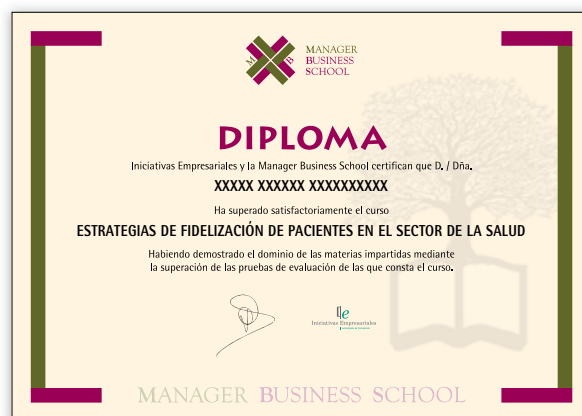 M B
MANAGER
BUSINESS
SCHOOL
DIPLOMA
Iniciativas Empresariales y la Manager Business School certifican que D. / Dña.
XXXXX XXXXXX XXXXXXXXXX
Ha superado satisfactoriamente el curso
ESTRATEGIAS DE FIDELIZACIÓN DE PACIENTES EN EL SECTOR DE LA SALUD
Habiendo demostrado el dominio de las materias impartidas mediante
la superación de las pruebas de evaluación de las que consta el curso.
Iniciativas Empresariales
MANAGER BUSINESS SCHOOL